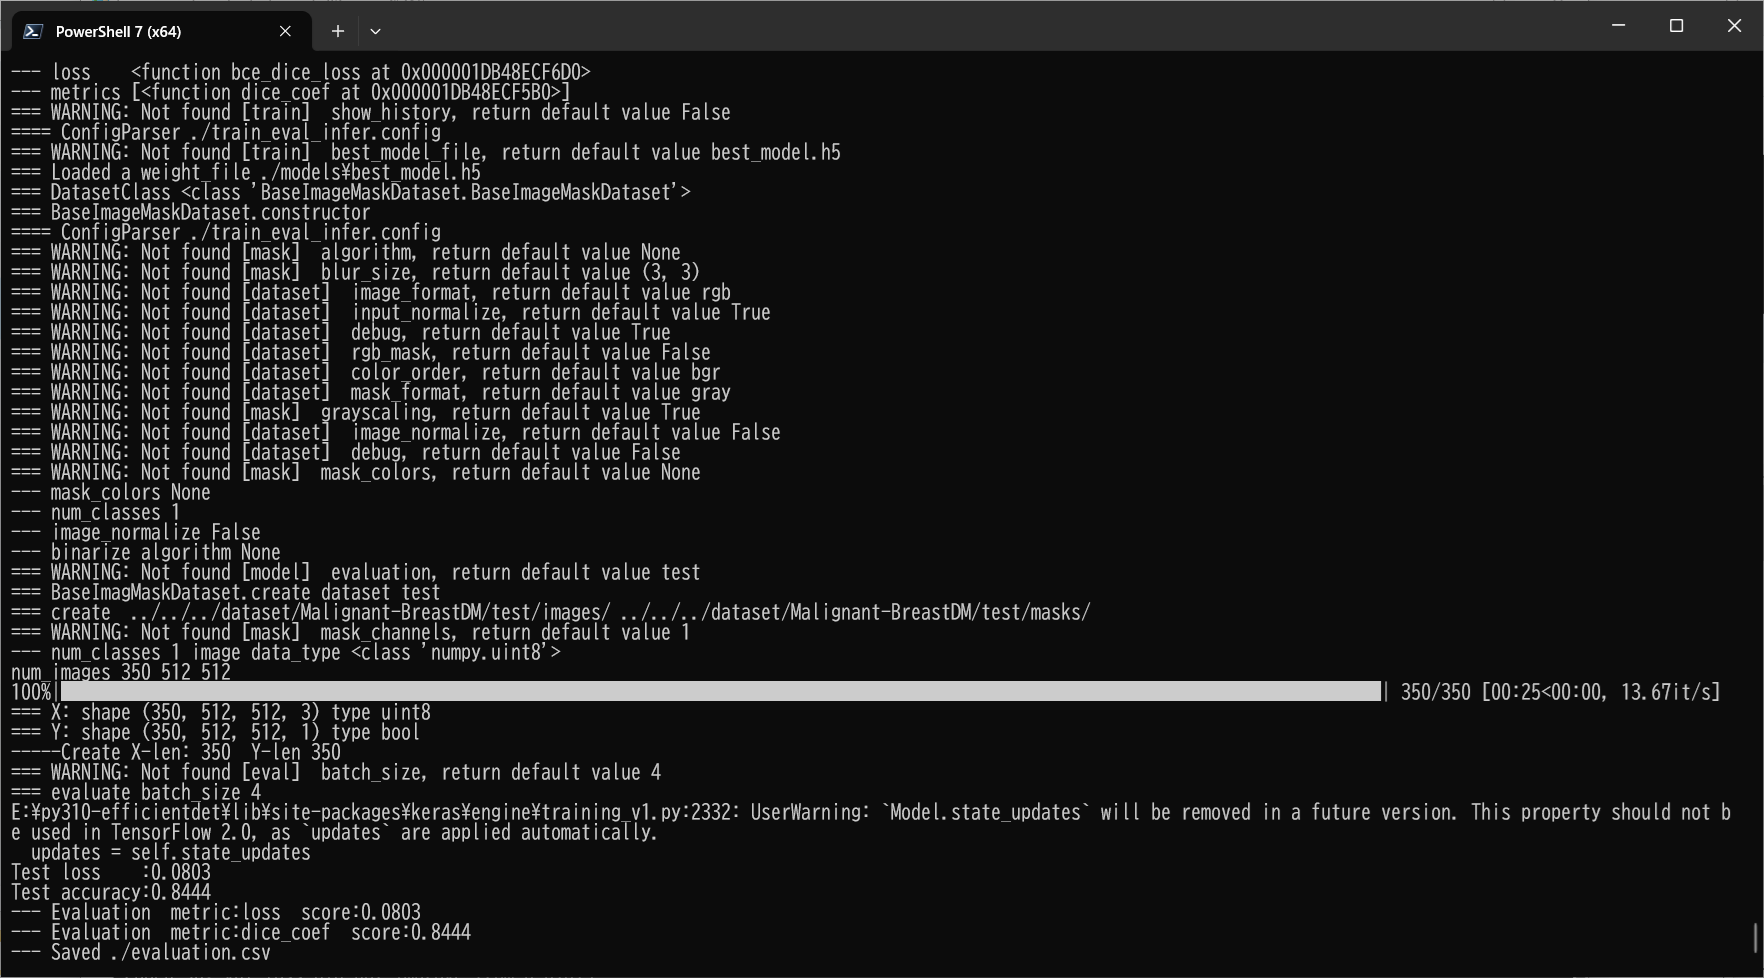 PowerShell 7 (x64)
--- loss    <function bce_dice_loss at 0x000001DB48ECF6D0>
--- metrics [<function dice_coef at 0x000001DB48ECF5B0>]
=== WARNING: Not found [train]  show_history, return default value False
==== ConfigParser ./train_eval_infer.config
=== WARNING: Not found [train]  best_model_file, return default value best_model.h5
=== Loaded a weight_file ./models¥best_model.h5
=== DatasetClass <class 'BaseImageMaskDataset.BaseImageMaskDataset'>
=== BaseImageMaskDataset.constructor
==== ConfigParser ./train_eval_infer.config
=== WARNING: Not found [mask]  algorithm, return default value None
=== WARNING: Not found [mask]  blur_size, return default value (3, 3)
=== WARNING: Not found [dataset]  image_format, return default value rgb
=== WARNING: Not found [dataset]  input_normalize, return default value True
=== WARNING: Not found [dataset]  debug, return default value True
=== WARNING: Not found [dataset]  rgb_mask, return default value False
=== WARNING: Not found [dataset]  color_order, return default value bgr
=== WARNING: Not found [dataset]  mask_format, return default value gray
=== WARNING: Not found [mask]  grayscaling, return default value True
=== WARNING: Not found [dataset]  image_normalize, return default value False
=== WARNING: Not found [dataset]  debug, return default value False
=== WARNING: Not found [mask]  mask_colors, return default value None
--- mask_colors None
--- num_classes 1
--- image_normalize False
--- binarize algorithm None
=== WARNING: Not found [model]  evaluation, return default value test
=== BaseImagMaskDataset.create dataset test
=== create  ../../../dataset/Malignant-BreastDM/test/images/ ../../../dataset/Malignant-BreastDM/test/masks/
=== WARNING: Not found [mask]  mask_channels, return default value 1
--- num_classes 1 image data_type <class 'numpy.uint8'>
num_images 350 512 512
100%| | 350/350 [00:25<00:00, 13.67it/s]
=== X: shape (350, 512, 512, 3) type uint8
=== Y: shape (350, 512, 512, 1) type bool
-----Create X-len: 350  Y-len 350
=== WARNING: Not found [eval]  batch_size, return default value 4
=== evaluate batch_size 4
E:¥py310-efficientdet¥lib¥site-packages¥keras¥engine¥training_v1.py:2332: UserWarning: `Model.state_updates` will be removed in a future version. This property should not b
e used in TensorFlow 2.0, as `updates` are applied automatically.
  updates = self.state_updates
Test loss    :0.0803
Test accuracy:0.8444
--- Evaluation  metric:loss  score:0.0803
--- Evaluation  metric:dice_coef  score:0.8444
--- Saved ./evaluation.csv